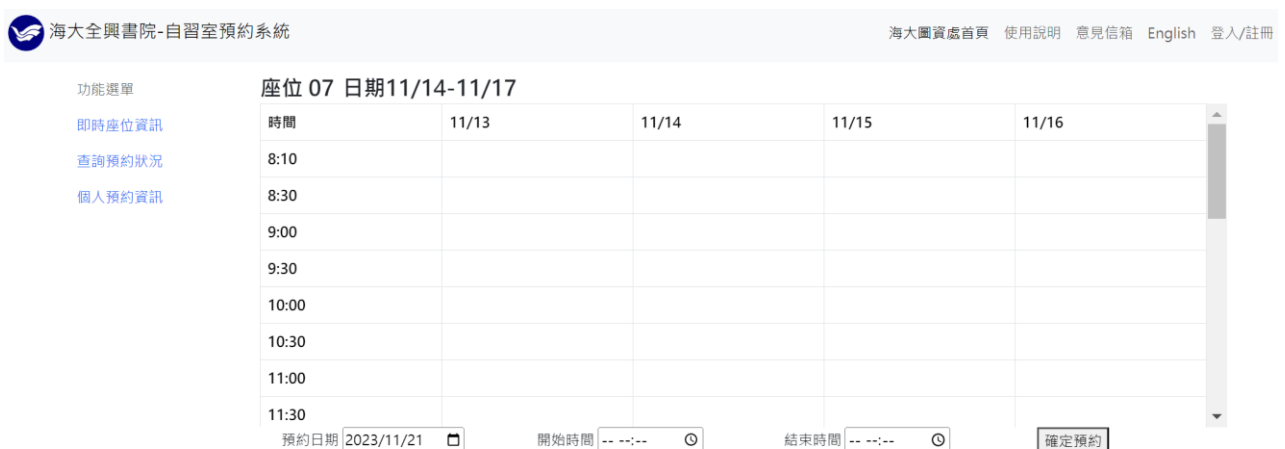 海大全興書院-自習室預約系統 海大圖資處首頁 使用說明 意見信箱 English 登入/註冊
功能選單
即時座位資訊
查詢預約狀況
個人預約資訊
座位 07 日期11/14-11/17
時間 11/13 11/14 11/15 11/16
8:10
8:30
9:00
9:30
10:00
10:30
11:00
11:30
預約日期 2023/11/21 開始時間 -- --:-- 結束時間 -- --:-- 確定預約